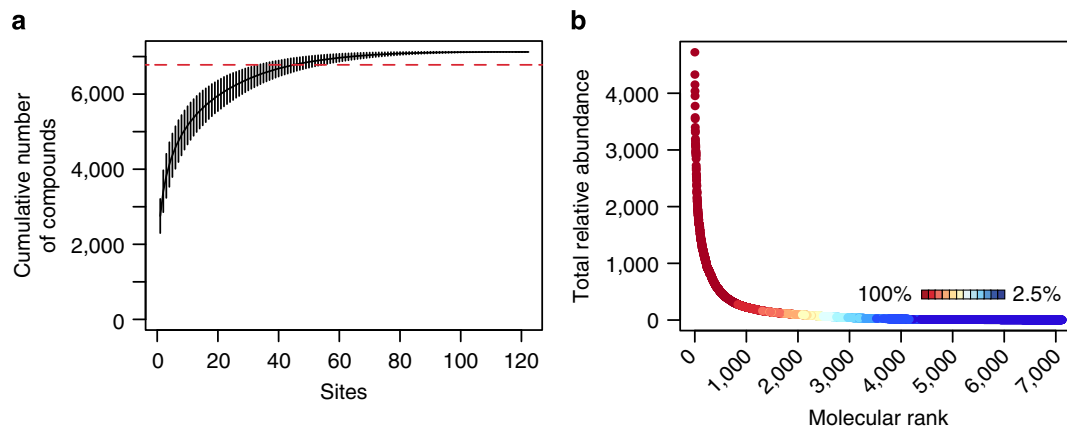 a
Cumulative number
of compounds
6,000
4,000
2,000
0
0 20 40 60 80 100 120
Sites
b
Total relative abundance
4,000
3,000
2,000
1,000
0
100% 2.5%
0 1,000 2,000 3,000 4,000 5,000 6,000 7,000
Molecular rank